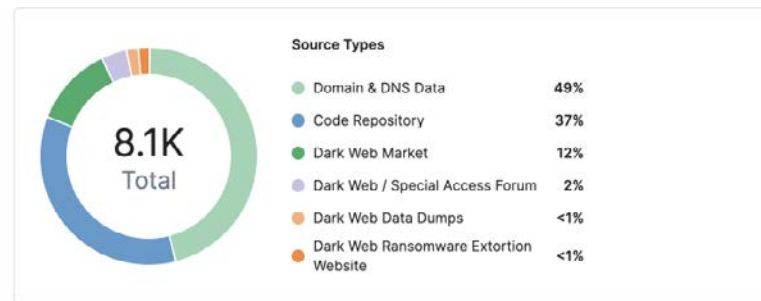 Source Types
8.1K
Total
Domain & DNS Data 49%
Code Repository 37%
Dark Web Market 12%
Dark Web / Special Access Forum 2%
Dark Web Data Dumps <1%
Dark Web Ransomware Extortion
Website <1%